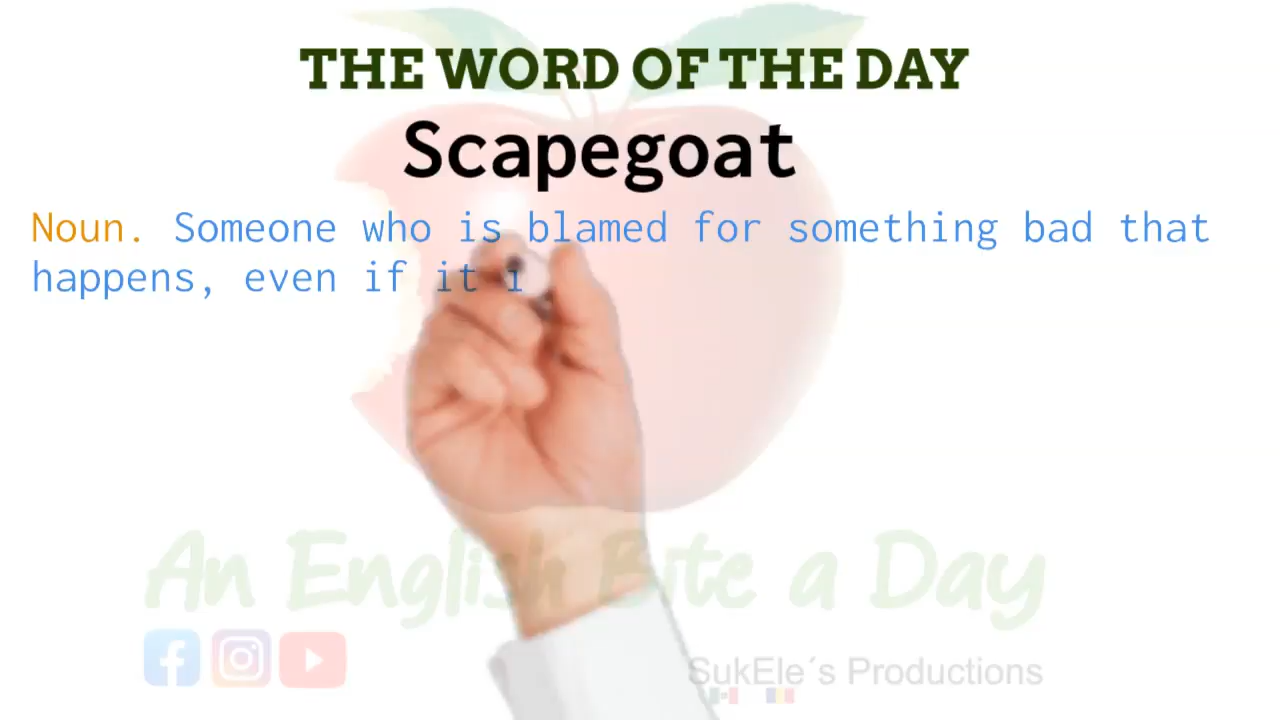 THE WORD OF THE DAY
Scapegoat
Noun. Someone who is blamed for something bad that
happens, even if it
An English Bite a Day
SukEle´s Productions